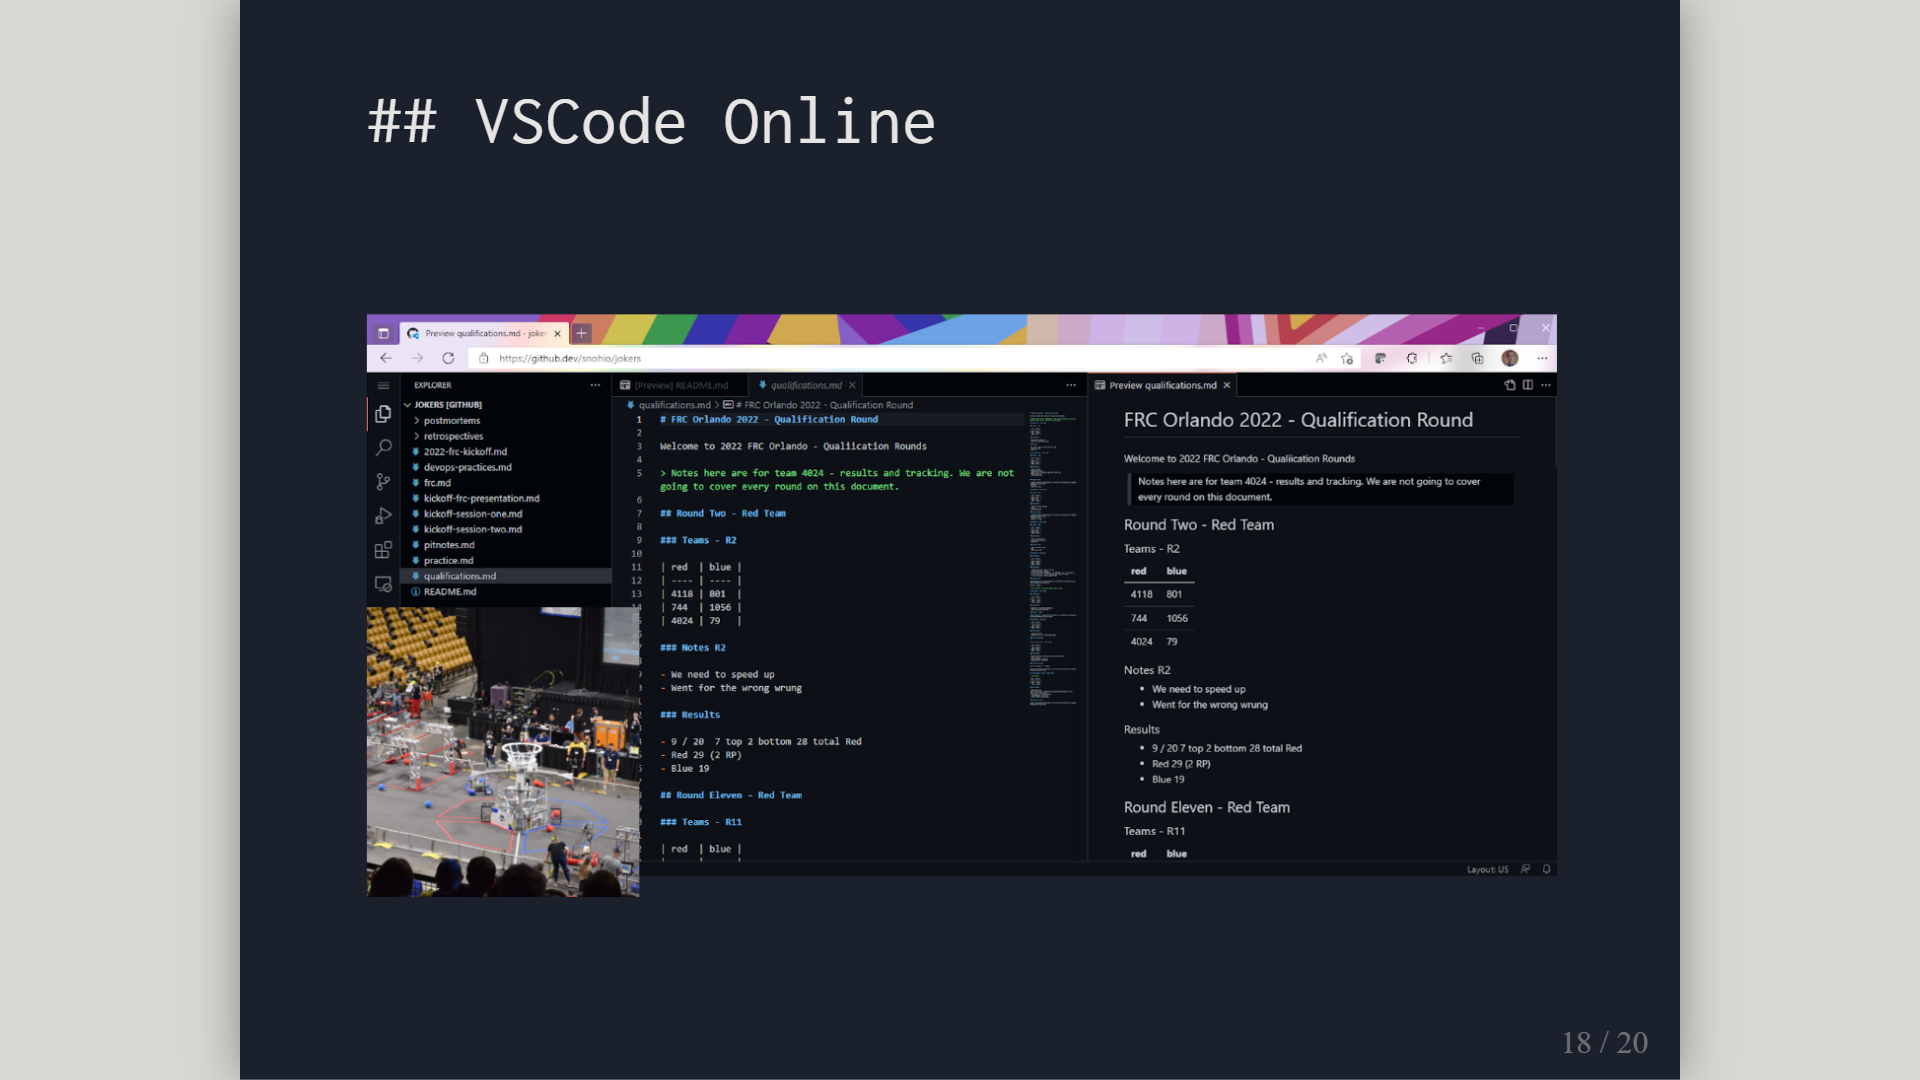 ## VSCode Online
Preview qualifications.md - joke
https://github.dev/snohio/jokers
EXPLORER
JOKERS [GITHUB]
postmortems
retrospectives
2022-frc-kickoff.md
devops-practices.md
frc.md
kickoff-frc-presentation.md
kickoff-session-one.md
kickoff-session-two.md
pitnotes.md
practice.md
qualifications.md
README.md
[Preview] README.md
qualifications.md
qualifications.md > # FRC Orlando 2022 - Qualification Round
1 # FRC Orlando 2022 - Qualification Round
2
3 Welcome to 2022 FRC Orlando - Qualiication Rounds
4
5 > Notes here are for team 4024 - results and tracking. We are not
going to cover every round on this document.
6
7 ## Round Two - Red Team
8
9 ### Teams - R2
10
11 | red | blue |
12 | ---- | ---- |
13 | 4118 | 801 |
| 744 | 1056 |
| 4024 | 79 |
### Notes R2
- We need to speed up
- Went for the wrong wrung
### Results
- 9 / 20 7 top 2 bottom 28 total Red
- Red 29 (2 RP)
- Blue 19
## Round Eleven - Red Team
### Teams - R11
| red | blue |
Preview qualifications.md
FRC Orlando 2022 - Qualification Round
Welcome to 2022 FRC Orlando - Qualiication Rounds
Notes here are for team 4024 - results and tracking. We are not going to cover
every round on this document.
Round Two - Red Team
Teams - R2
red blue
4118 801
744 1056
4024 79
Notes R2
• We need to speed up
• Went for the wrong wrung
Results
• 9 / 20 7 top 2 bottom 28 total Red
• Red 29 (2 RP)
• Blue 19
Round Eleven - Red Team
Teams - R11
red blue
Layout: US
18 / 20